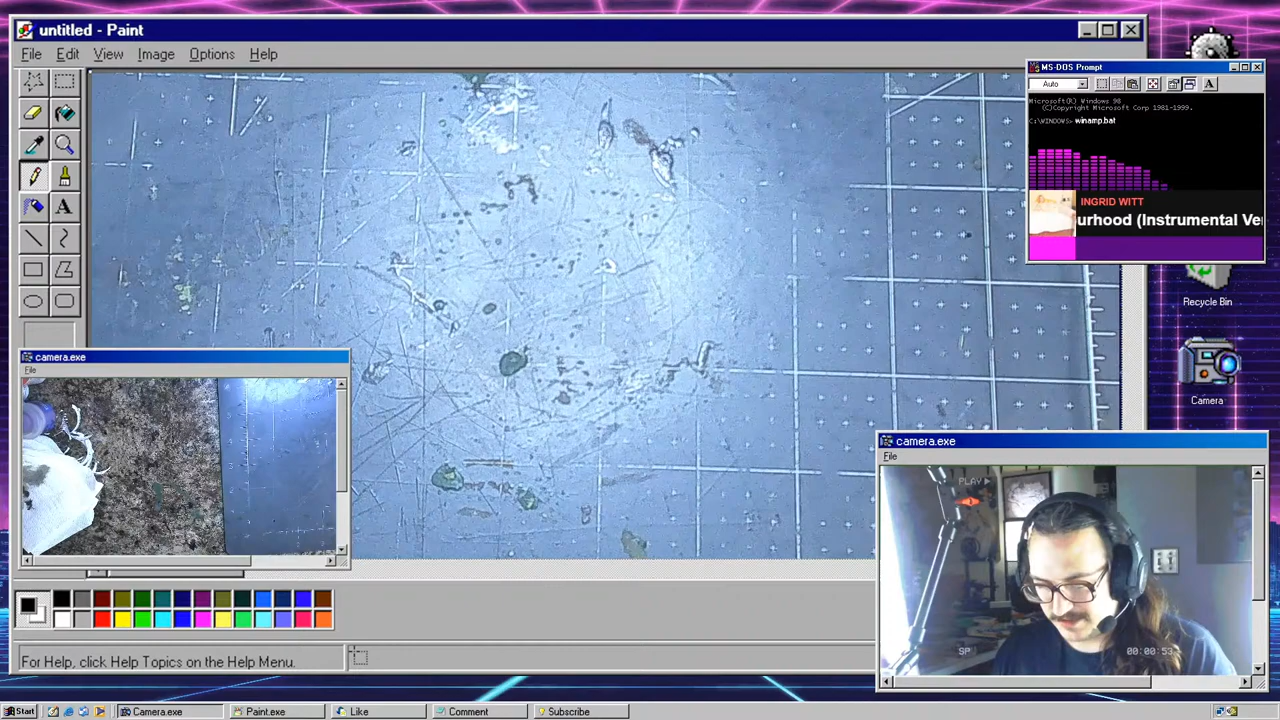 untitled - Paint
File Edit View Image Options Help
MS-DOS Prompt
Auto
A
Microsoft(R) Windows 98
(C)Copyright Microsoft Corp 1981-1999.
C:\WINDOWS> winamp.bat
INGRID WITT
urhood (Instrumental Ve
Recycle Bin
Camera
A
camera.exe
File
camera.exe
File
PLAY
SP 00:00:53
For Help, click Help Topics on the Help Menu.
Start Camera.exe Paint.exe Like Comment Subscribe